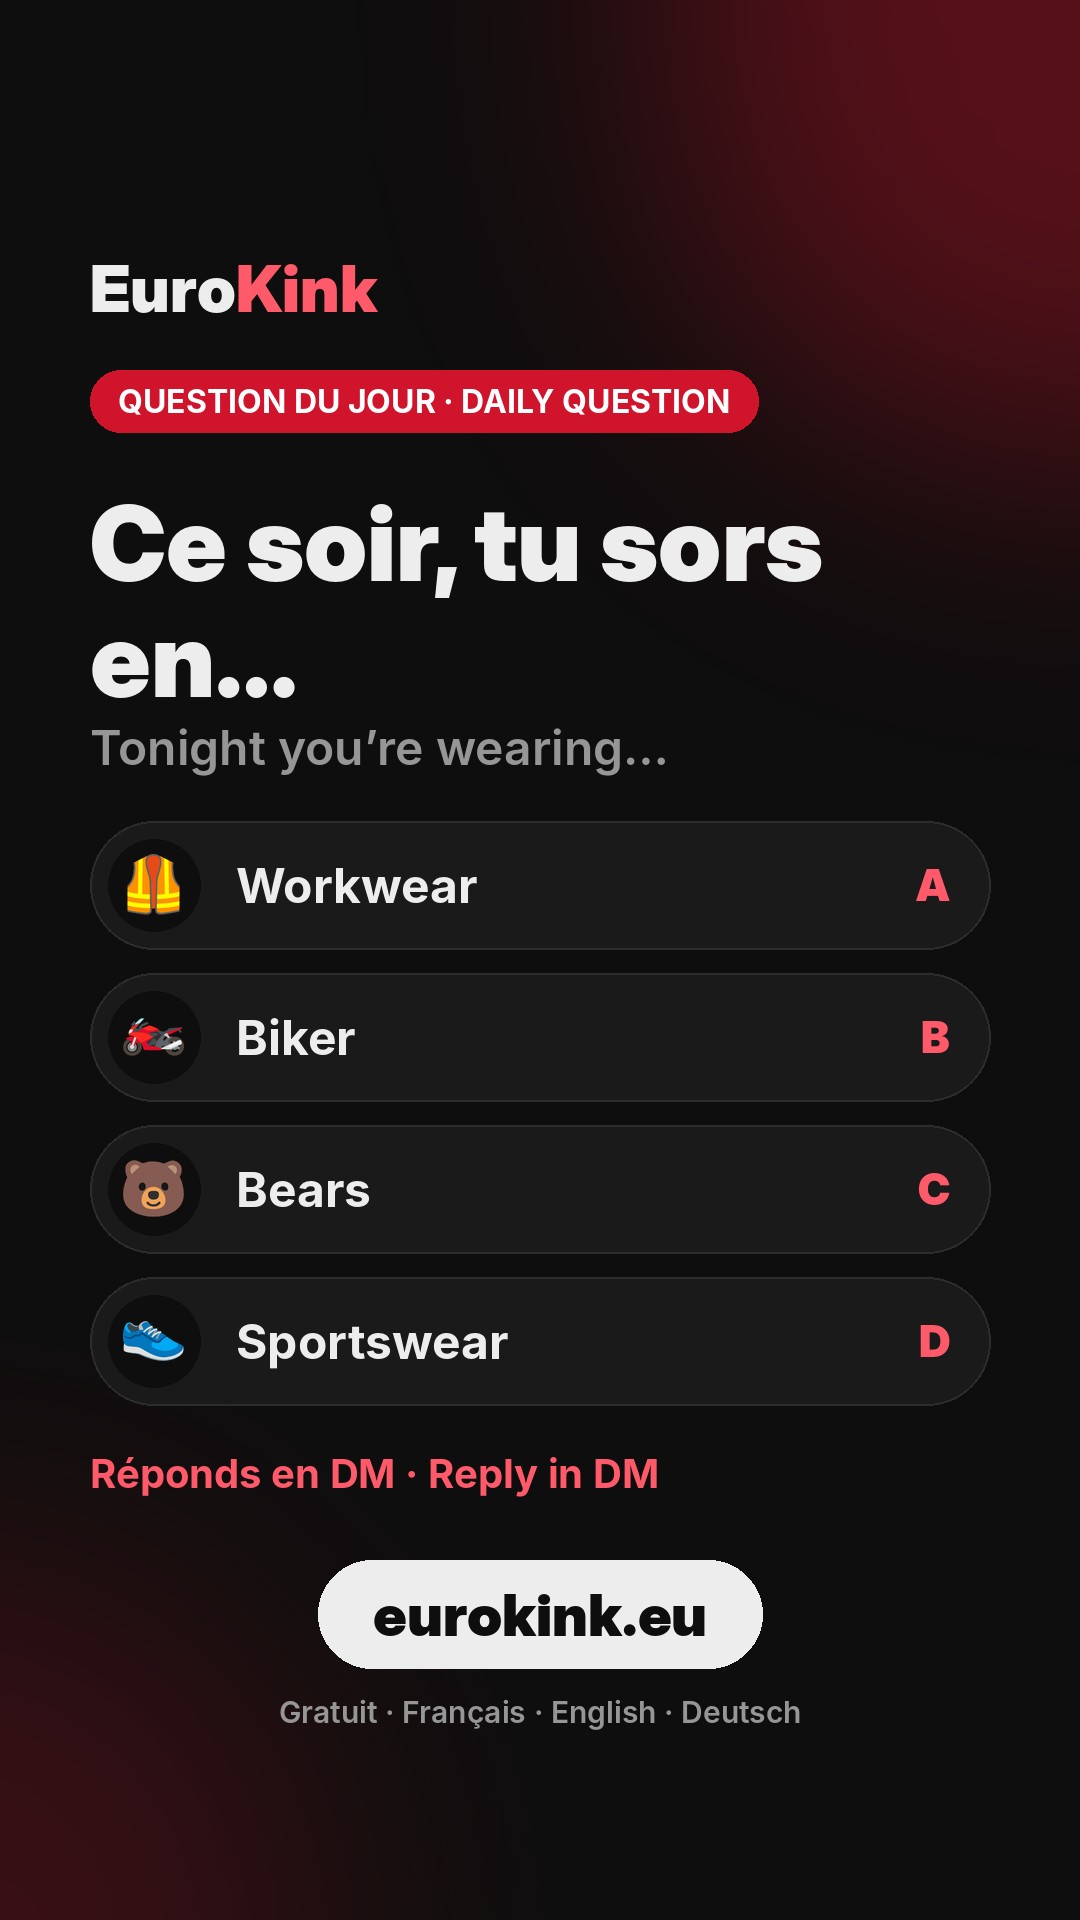 EuroKink
QUESTION DU JOUR · DAILY QUESTION
Ce soir, tu sors
en…
Tonight you’re wearing…
Workwear A
Biker B
Bears C
Sportswear D
Réponds en DM · Reply in DM
eurokink.eu
Gratuit · Français · English · Deutsch